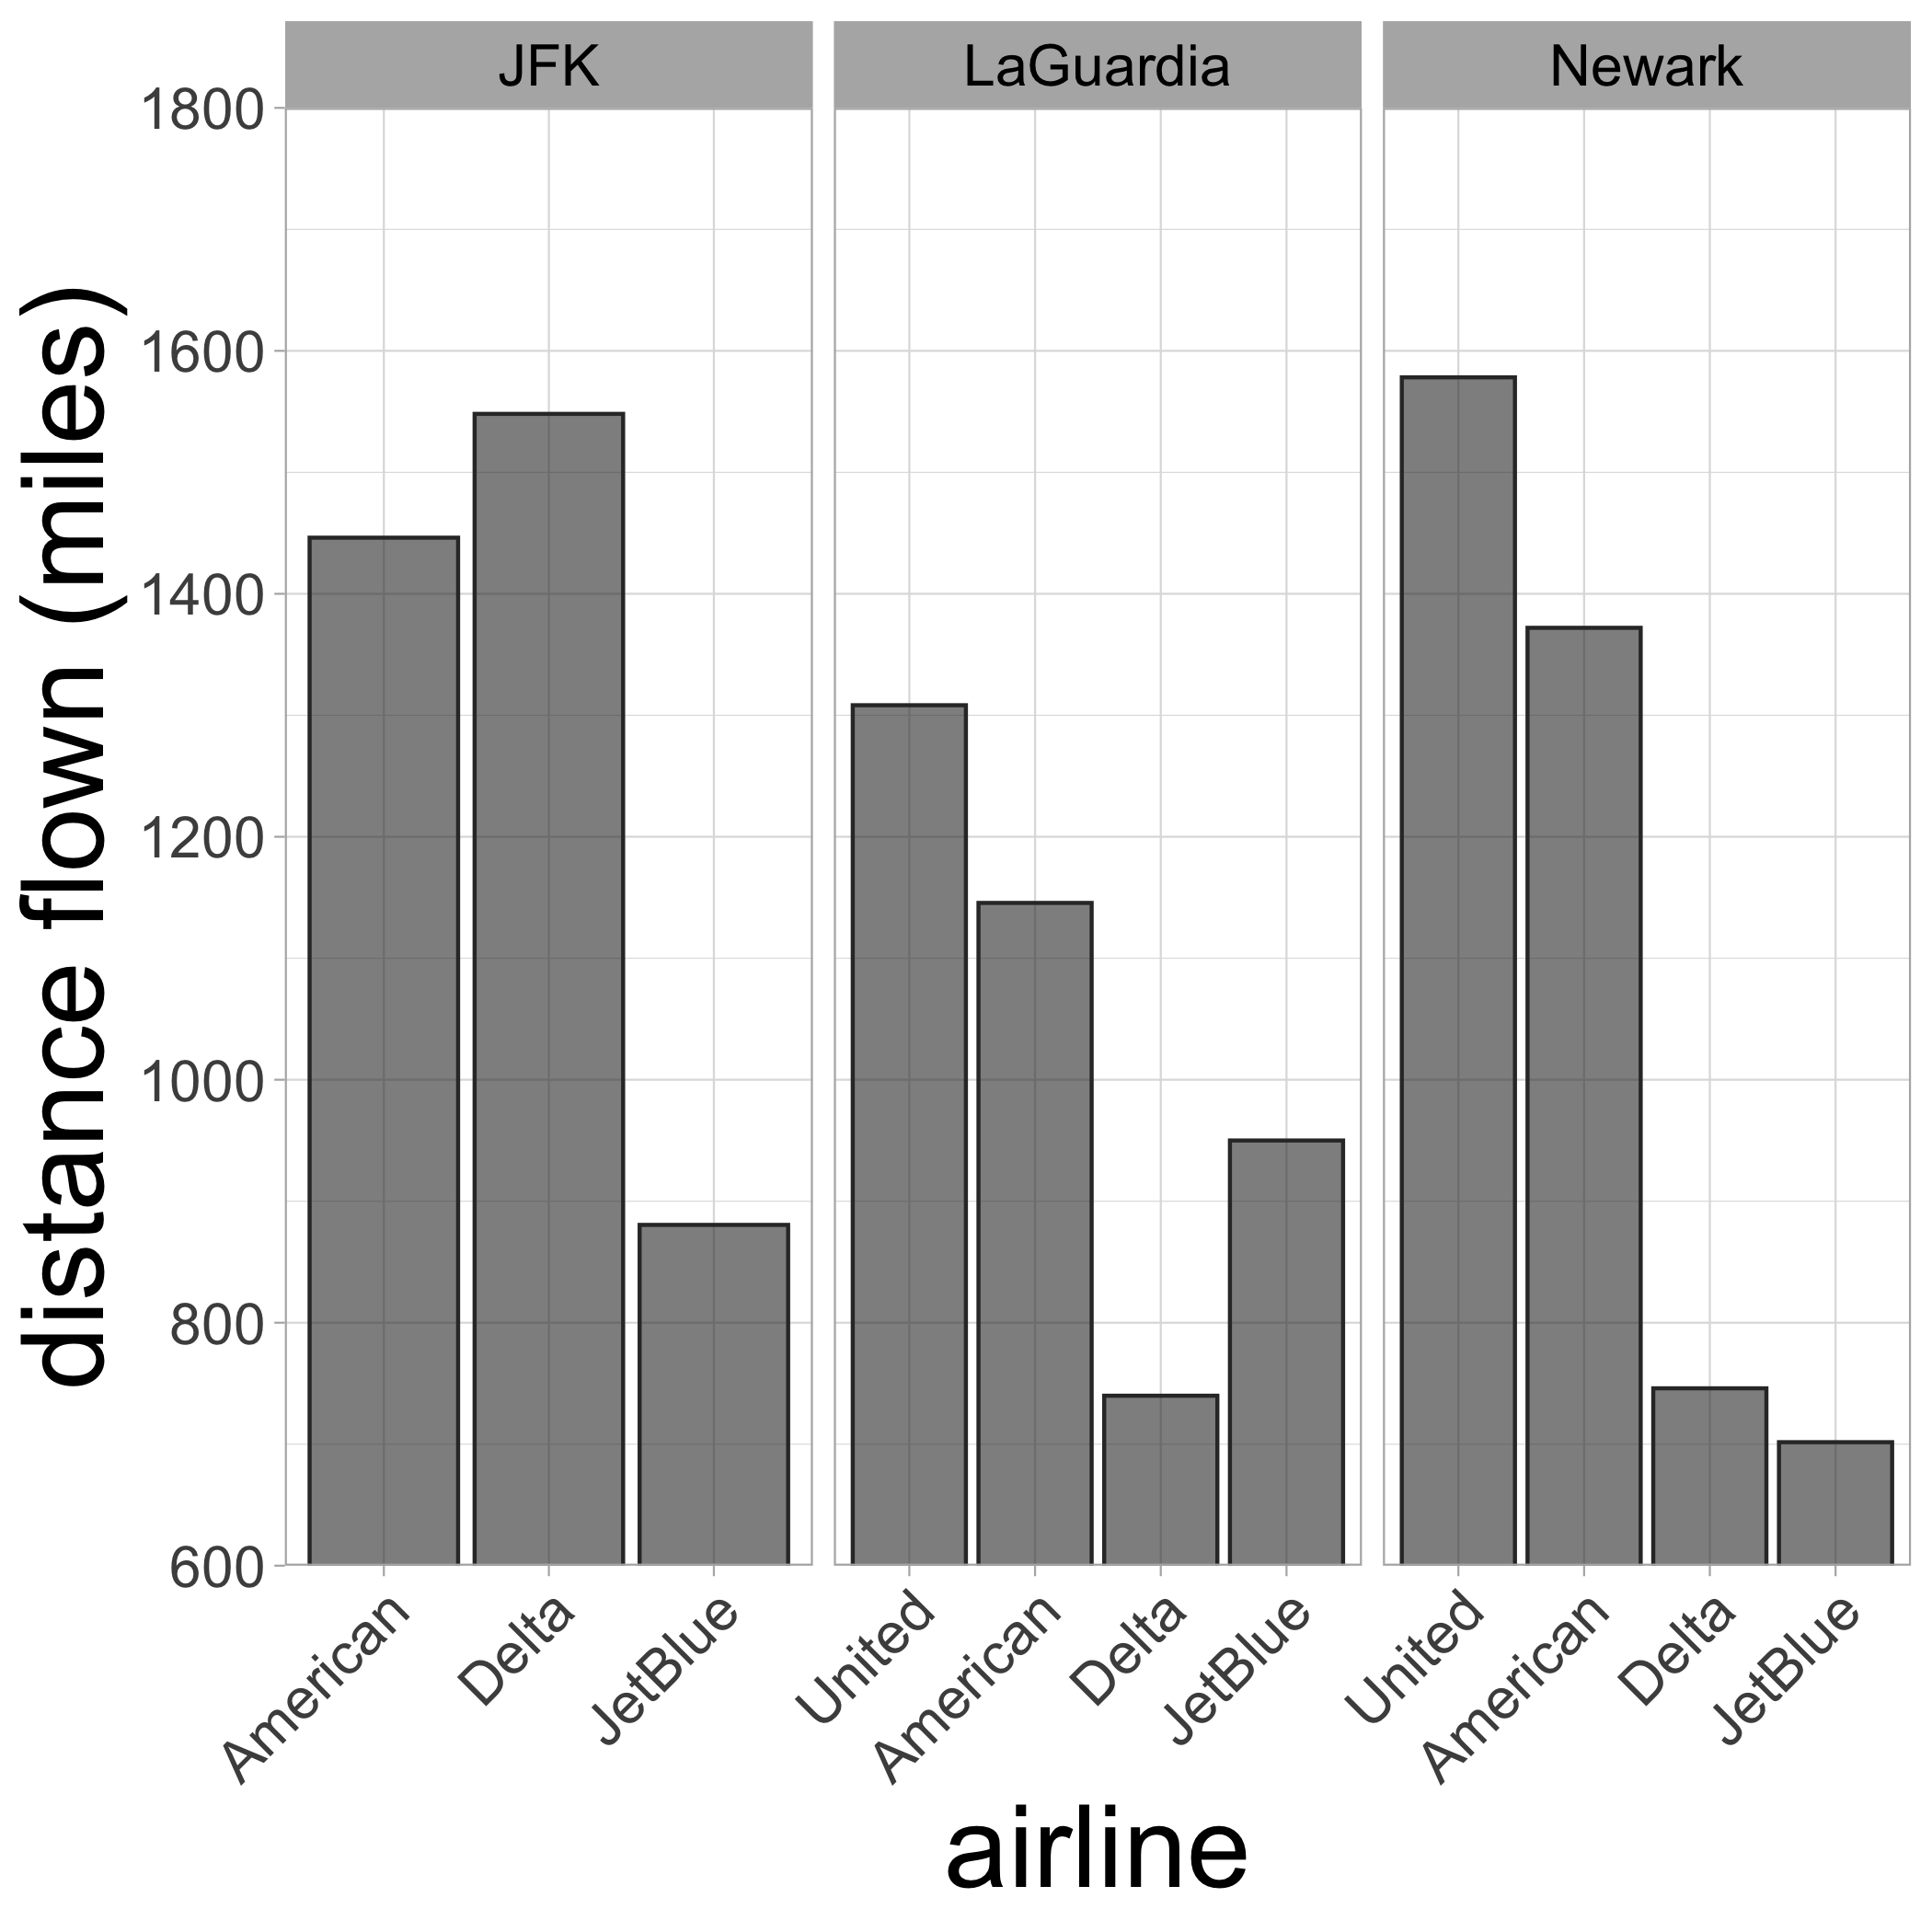 JFK
LaGuardia
Newark
distance flown (miles)
1800
1600
1400
1200
1000
800
600
American
Delta
JetBlue
United
American
Delta
JetBlue
United
American
Delta
JetBlue
airline